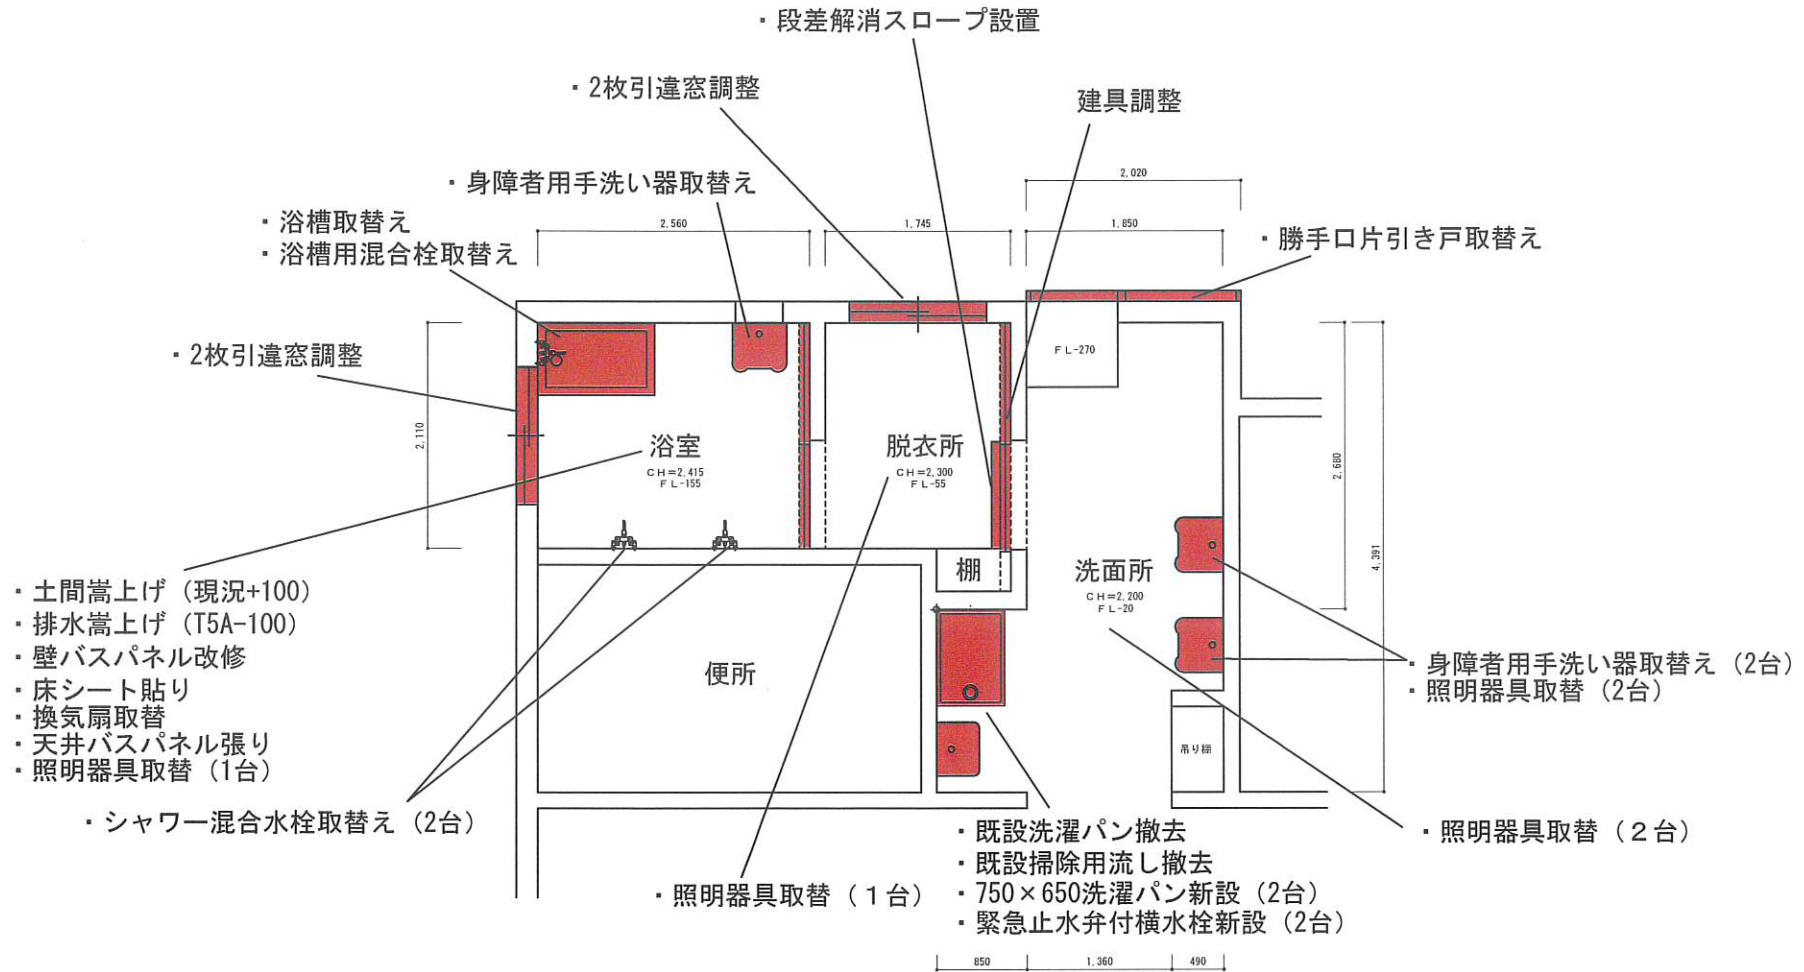 ・段差解消スロープ設置
・2枚引違窓調整
建具調整
・身障者用手洗い器取替え
2,020
・浴槽取替え
・浴槽用混合栓取替え
2,560
1,745
1,850
・勝手口片引き戸取替え
・2枚引違窓調整
FL-270
2,110
浴室
CH=2,415
FL-155
脱衣所
CH=2,300
FL-55
2,680
4,391
棚
洗面所
CH=2,200
FL-20
・土間嵩上げ（現況+100）
・排水嵩上げ（T5A-100）
・壁バスパネル改修
・床シート貼り
・換気扇取替
・天井バスパネル張り
・照明器具取替（1台）
便所
・身障者用手洗い器取替え（2台）
・照明器具取替（2台）
吊り棚
・シャワー混合水栓取替え（2台）
・照明器具取替（２台）
・既設洗濯パン撤去
・既設掃除用流し撤去
・750×650洗濯パン新設（2台）
・緊急止水弁付横水栓新設（2台）
・照明器具取替（１台）
850
1,360
490